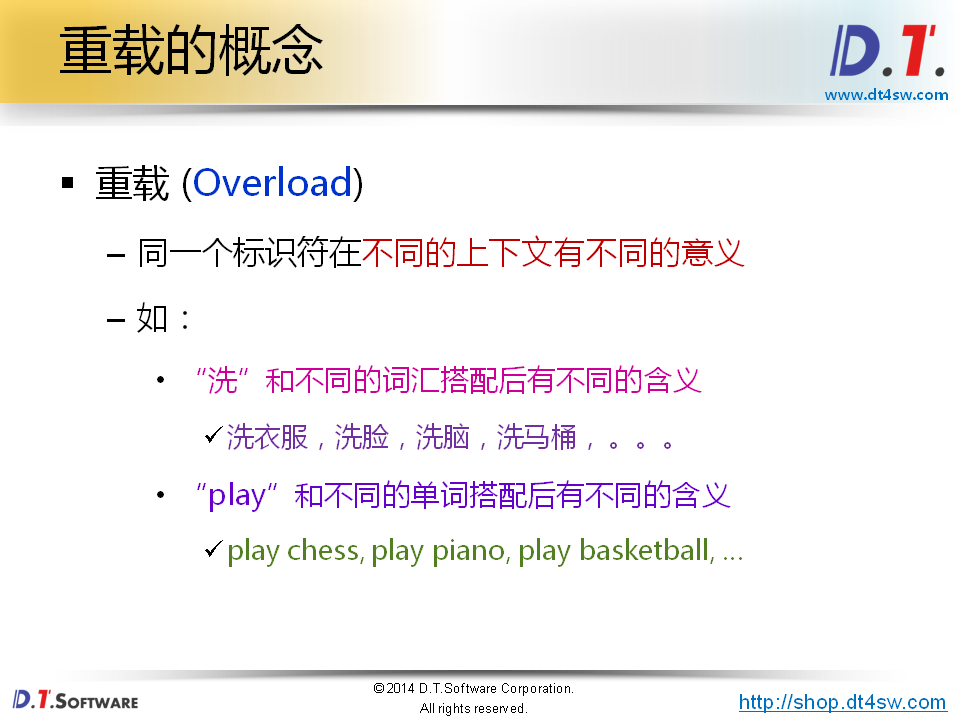 重载的概念
D.T.
www.dt4sw.com
▪ 重载 (Overload)
– 同一个标识符在不同的上下文有不同的意义
– 如：
• “洗”和不同的词汇搭配后有不同的含义
✓洗衣服，洗脸，洗脑，洗马桶，。。。
• “play”和不同的单词搭配后有不同的含义
✓play chess, play piano, play basketball, ...
D.T.SOFTWARE
©2014 D.T.Software Corporation.
All rights reserved.
http://shop.dt4sw.com